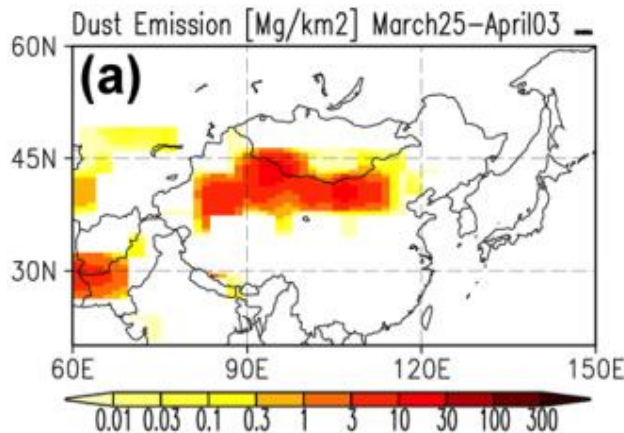 Dust Emission [Mg/km2] March25-April03
(a)
60N
45N
30N
60E 90E 120E 150E
0.01 0.03 0.1 0.3 1 3 10 30 100 300